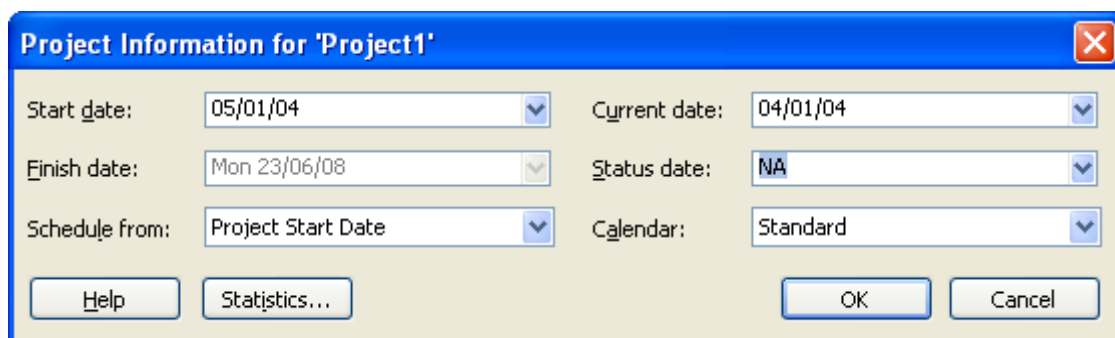 Project Information for 'Project1'
Start date: 05/01/04 Current date: 04/01/04
Finish date: Mon 23/06/08 Status date: NA
Schedule from: Project Start Date Calendar: Standard
Help Statistics... OK Cancel